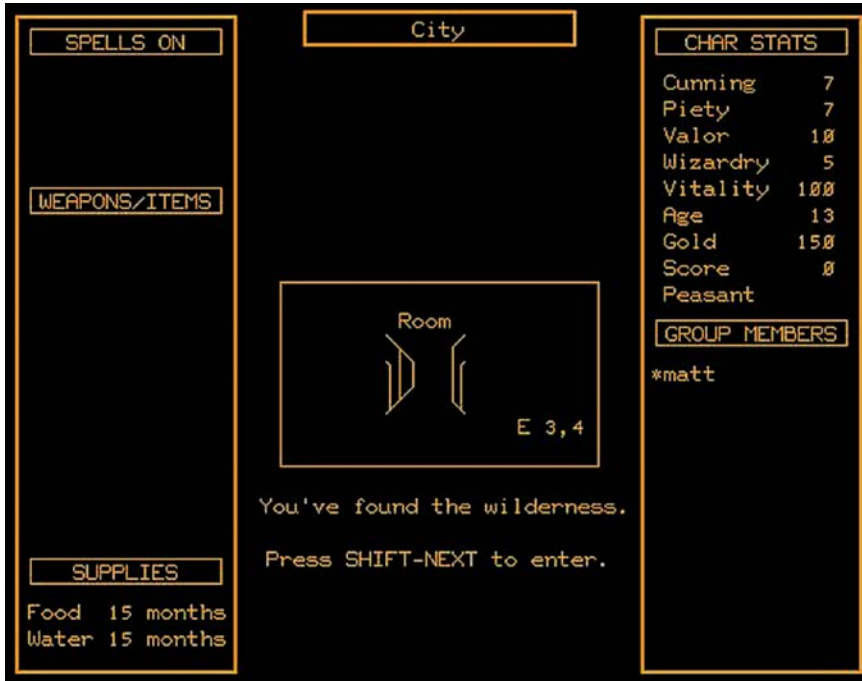 SPELLS ON
WEAPONS/ITEMS
SUPPLIES
Food 15 months
Water 15 months
City
Room
E 3,4
You've found the wilderness.
Press SHIFT-NEXT to enter.
CHAR STATS
Cunning 7
Piety 7
Valor 10
Wizardry 5
Vitality 100
Age 13
Gold 150
Score 0
Peasant
GROUP MEMBERS
*matt